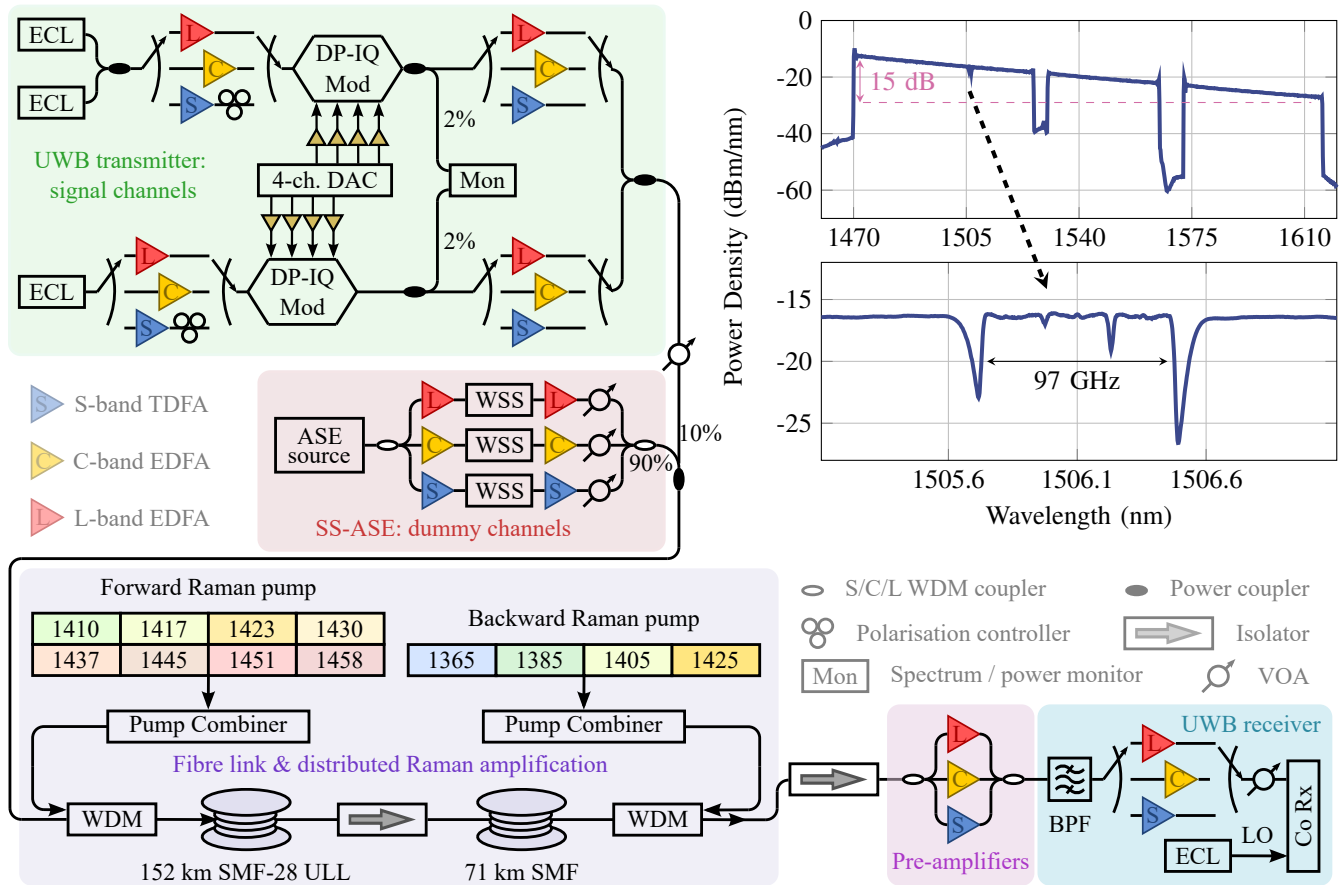 ECL
ECL
L
C
S
DP-IQ
Mod
L
C
S
2%
UWB transmitter:
signal channels
4-ch. DAC
Mon
2%
ECL
L
C
S
DP-IQ
Mod
L
C
S
S S-band TDFA
C C-band EDFA
L L-band EDFA
ASE
source
L WSS L
C WSS C
S WSS S
10%
90%
SS-ASE: dummy channels
Power Density (dBm/nm)
0
-20
-40
-60
15 dB
1470 1505 1540 1575 1610
-15
-20
-25
97 GHz
1505.6 1506.1 1506.6
Wavelength (nm)
S/C/L WDM coupler
Power coupler
Polarisation controller
Isolator
Mon Spectrum / power monitor
VOA
Forward Raman pump
1410 1417 1423 1430
1437 1445 1451 1458
Backward Raman pump
1365 1385 1405 1425
Pump Combiner
Pump Combiner
Fibre link & distributed Raman amplification
WDM
WDM
152 km SMF-28 ULL
71 km SMF
L
C
S
Pre-amplifiers
UWB receiver
BPF
L
C
S
ECL
LO
Co Rx